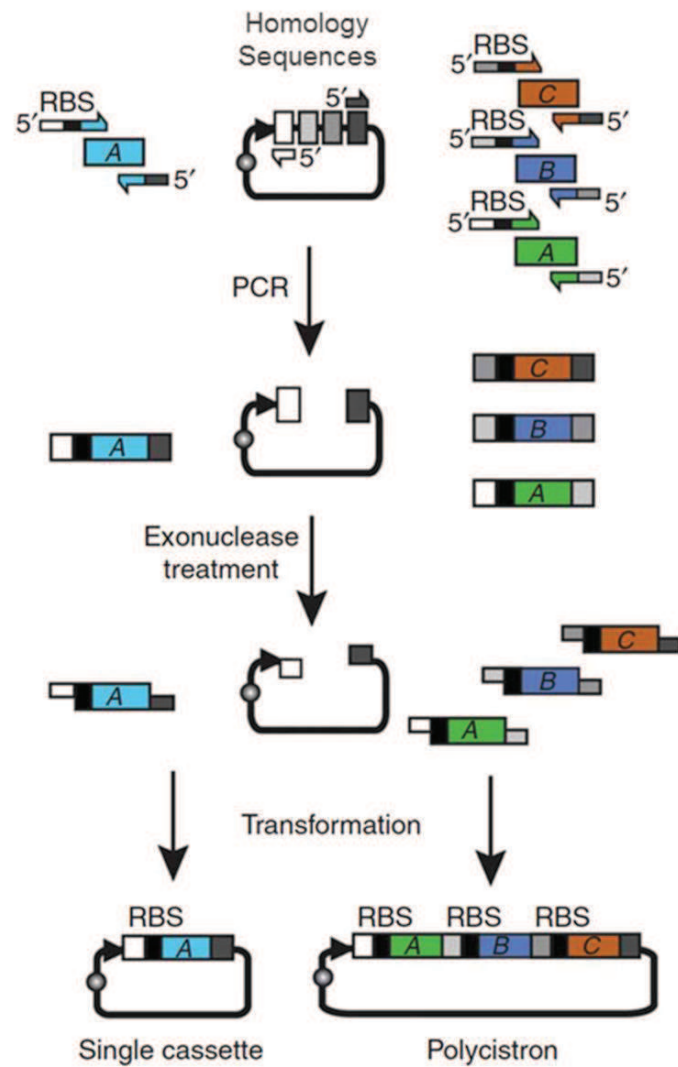 Homology
Sequences
RBS
5′
A
5′
5′
5′
RBS
5′
C
5′
RBS
5′
B
5′
RBS
5′
A
5′
PCR
A
C
B
A
Exonuclease
treatment
A
C
B
A
Transformation
RBS
A
RBS RBS RBS
A B C
Single cassette
Polycistron